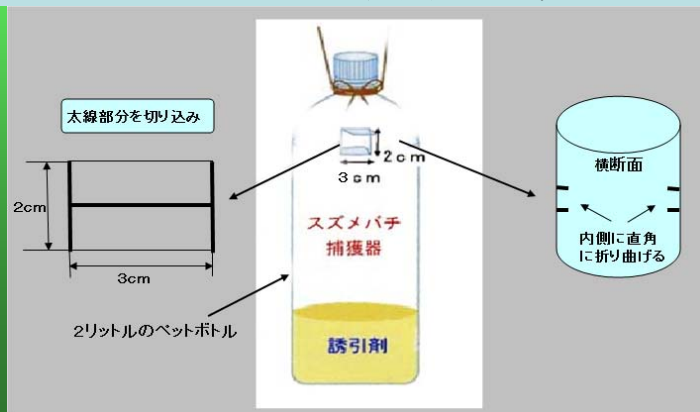 太線部分を切り込み
2cm
3cm
2リットルのペットボトル
2cm
3cm
スズメバチ
捕獲器
誘引剤
横断面
内側に直角
に折り曲げる